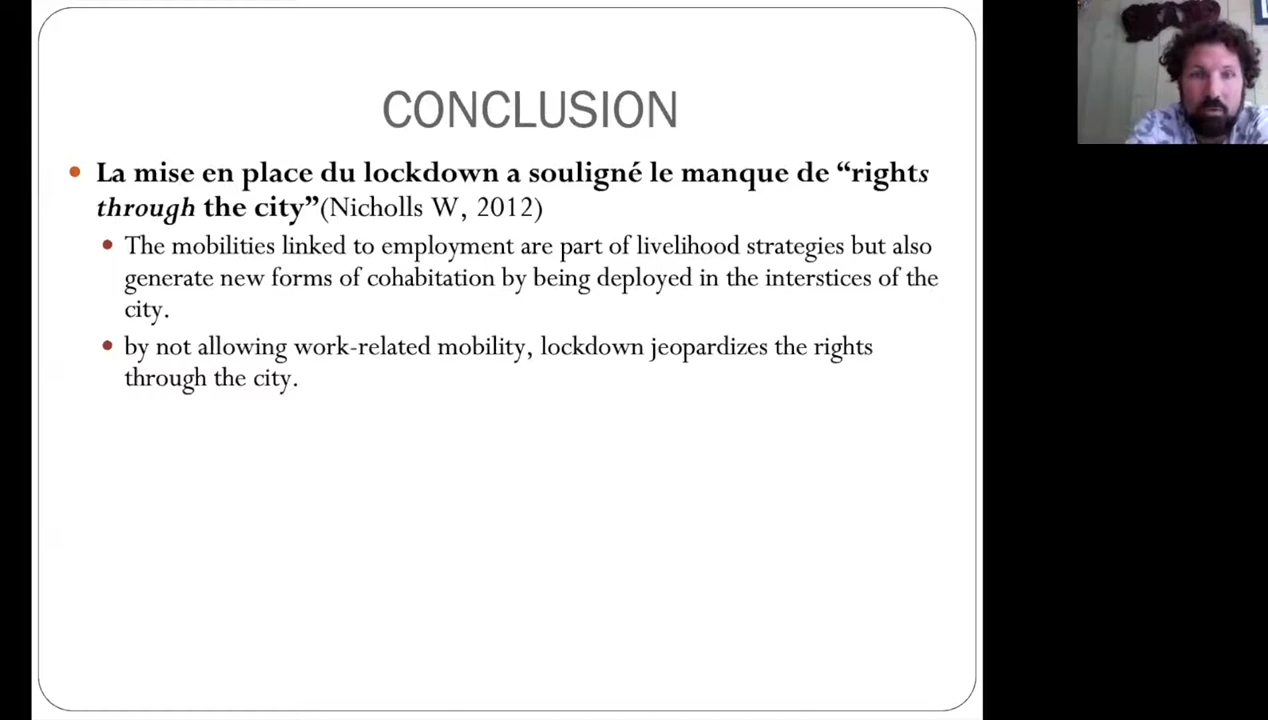 CONCLUSION
La mise en place du lockdown a souligné le manque de “rights
through the city”(Nicholls W, 2012)
The mobilities linked to employment are part of livelihood strategies but also
generate new forms of cohabitation by being deployed in the interstices of the
city.
by not allowing work-related mobility, lockdown jeopardizes the rights
through the city.